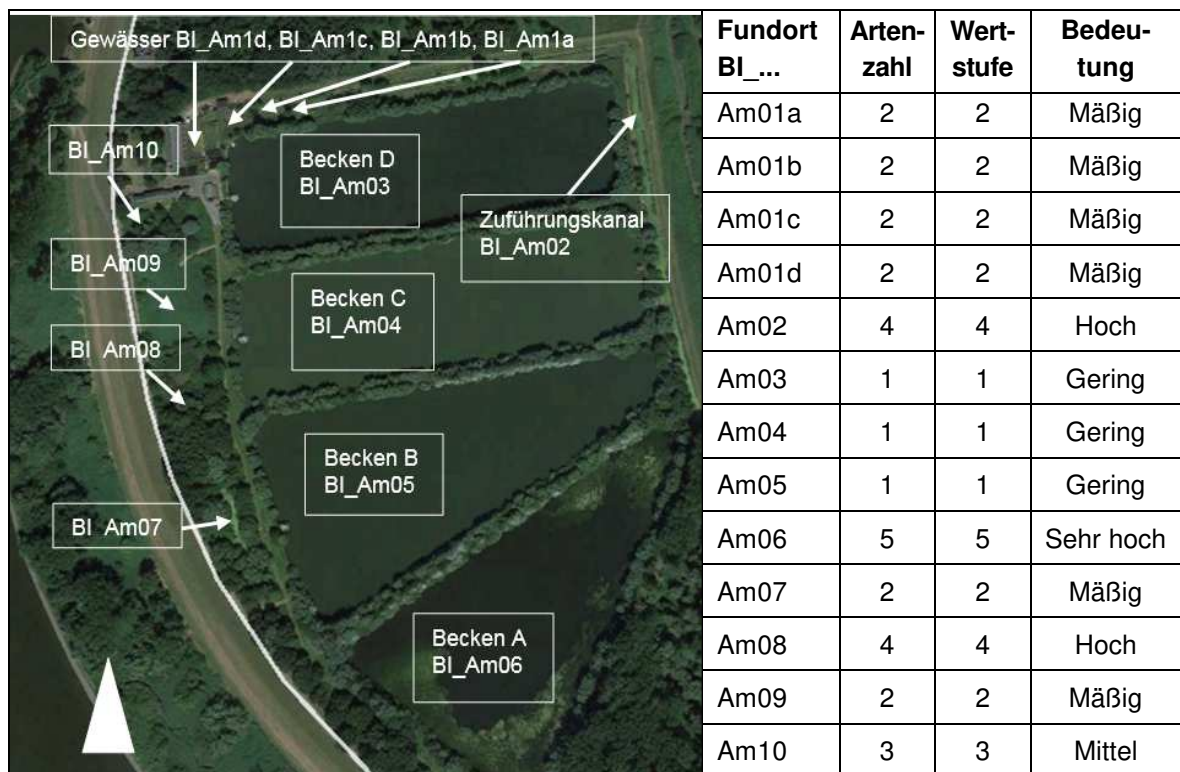 Gewässer BI_Am1d, BI_Am1c, BI_Am1b, BI_Am1a
BI_Am10
Becken D
BI_Am03
Zuführungskanal
BI_Am02
BI_Am09
Becken C
BI_Am04
BI_Am08
Becken B
BI_Am05
BI_Am07
Becken A
BI_Am06
Fundort Arten- Wert- Bedeu-
BI_... zahl stufe tung
Am01a 2 2 Mäßig
Am01b 2 2 Mäßig
Am01c 2 2 Mäßig
Am01d 2 2 Mäßig
Am02 4 4 Hoch
Am03 1 1 Gering
Am04 1 1 Gering
Am05 1 1 Gering
Am06 5 5 Sehr hoch
Am07 2 2 Mäßig
Am08 4 4 Hoch
Am09 2 2 Mäßig
Am10 3 3 Mittel